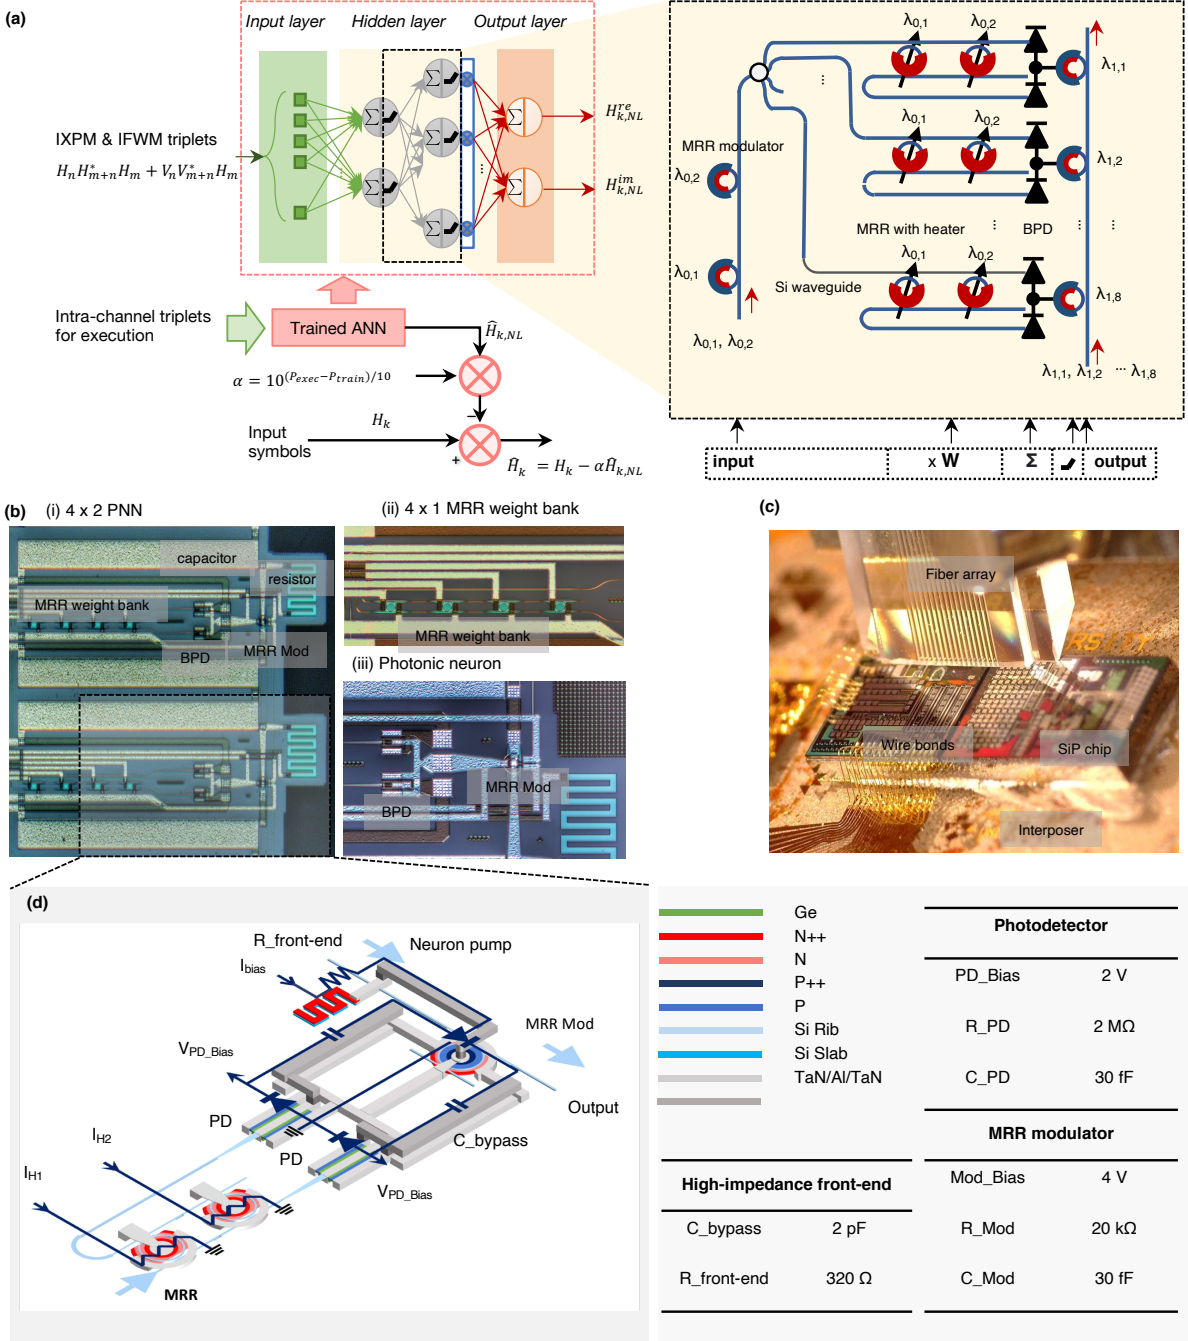 (a)
Input layer
Hidden layer
Output layer
IXPM & IFWM triplets
H_n H*_{m+n} H_m + V_n V*_{m+n} H_m
Σ
Σ
Σ
Σ
Σ
Σ
Σ
⋮
H^{re}_{k,NL}
H^{im}_{k,NL}
Intra-channel triplets
for execution
Trained ANN
Ĥ_{k,NL}
α = 10^{(P_{exec}−P_{train})/10}
−
Input
symbols
H_k
+
Ĥ_k = H_k − αĤ_{k,NL}
λ0,1 λ0,2
λ1,1
...
λ0,1 λ0,2
MRR modulator
λ0,2
λ1,2
MRR with heater ... BPD ... ...
λ0,1 λ0,2
λ0,1
Si waveguide
λ1,8
λ0,1, λ0,2
λ1,1, λ1,2 ... λ1,8
input
x W
Σ
output
(b)
(i) 4 x 2 PNN
capacitor
resistor
MRR weight bank
BPD
MRR Mod
(ii) 4 x 1 MRR weight bank
MRR weight bank
(iii) Photonic neuron
MRR Mod
BPD
(c)
Fiber array
Wire bonds
SiP chip
Interposer
(d)
R_front-end
Neuron pump
I_bias
MRR Mod
V_PD_Bias
Output
PD
C_bypass
I_H2
PD
I_H1
V_PD_Bias
MRR
Ge
N++
N
P++
P
Si Rib
Si Slab
TaN/Al/TaN
High-impedance front-end
C_bypass 2 pF
R_front-end 320 Ω
Photodetector
PD_Bias 2 V
R_PD 2 MΩ
C_PD 30 fF
MRR modulator
Mod_Bias 4 V
R_Mod 20 kΩ
C_Mod 30 fF